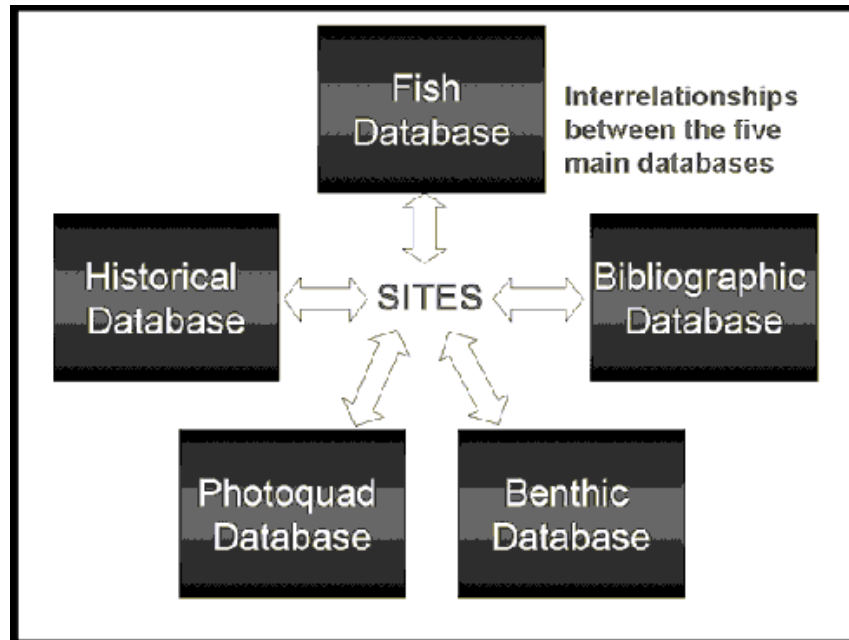 Fish
Database
Interrelationships
between the five
main databases
Historical
Database
SITES
Bibliographic
Database
Photoquad
Database
Benthic
Database